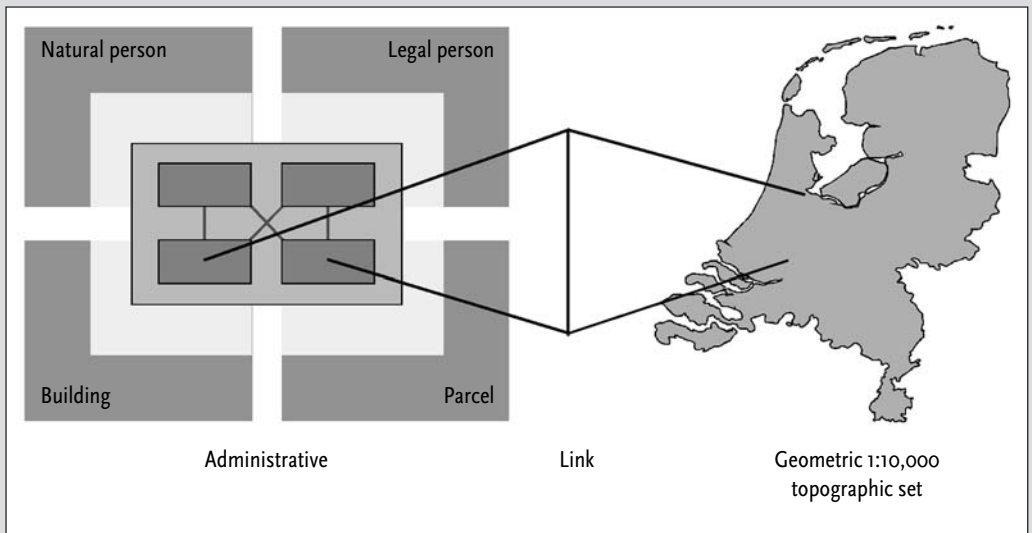 Natural person
Legal person
Building
Parcel
Administrative
Link
Geometric 1:10,000
topographic set